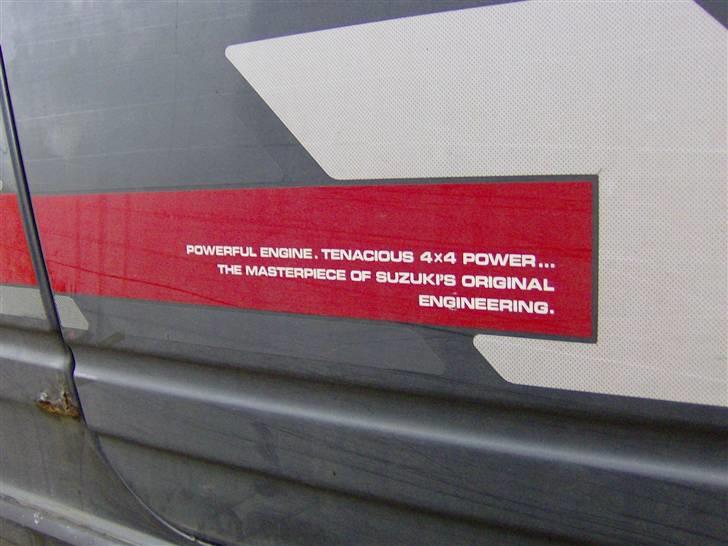 POWERFUL ENGINE. TENACIOUS 4×4 POWER...
THE MASTERPIECE OF SUZUKI'S ORIGINAL
ENGINEERING.